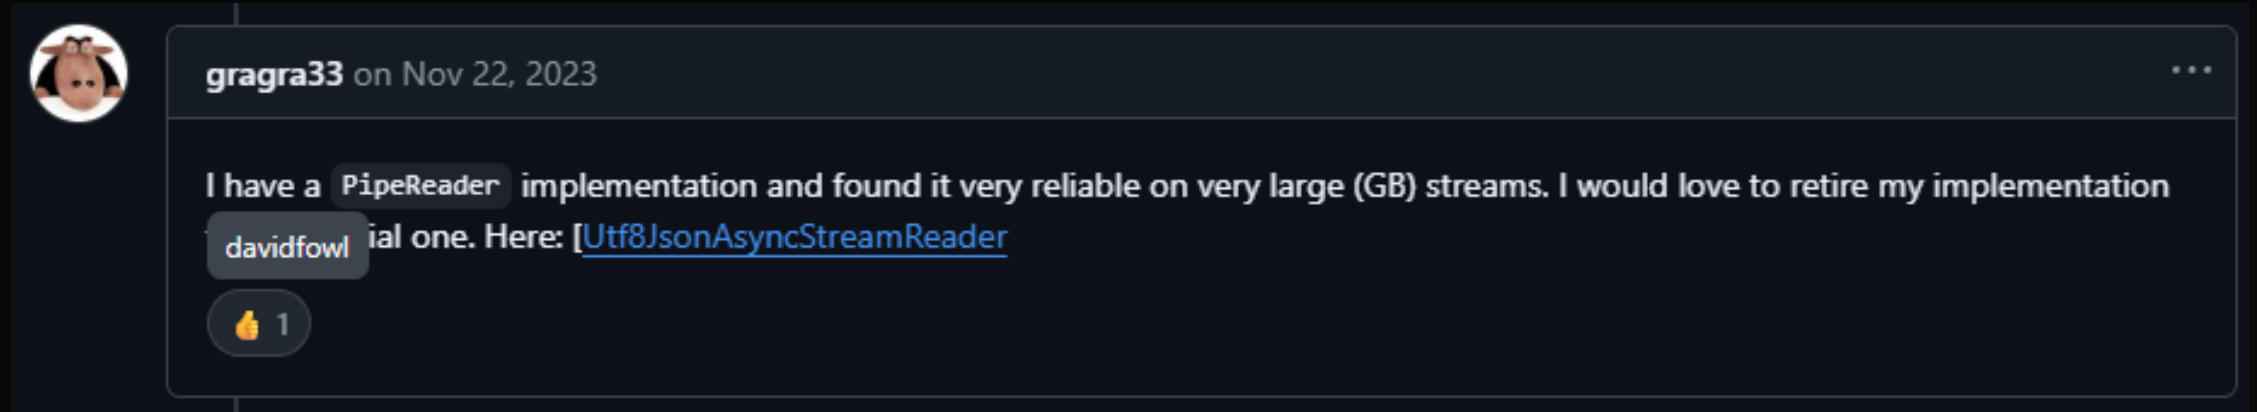 gragra33 on Nov 22, 2023
I have a PipeReader implementation and found it very reliable on very large (GB) streams. I would love to retire my implementation
ial one. Here: [Utf8JsonAsyncStreamReader
davidfowl
👍 1